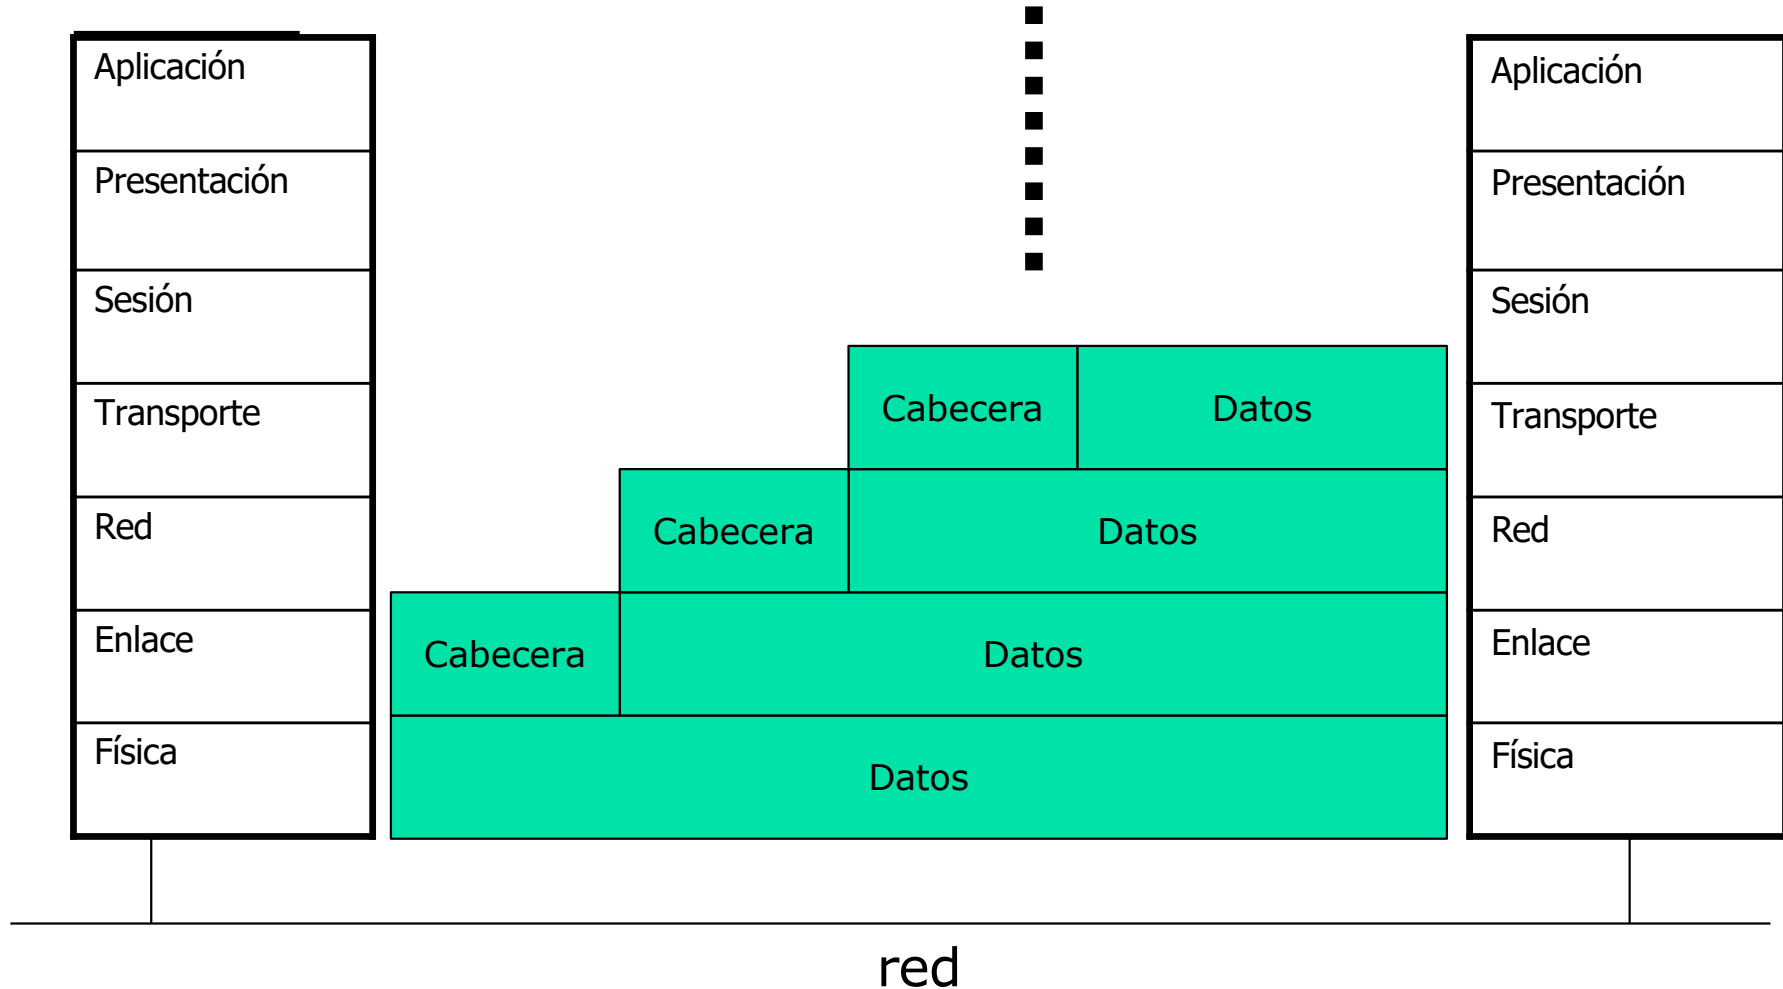 Aplicación
Presentación
Sesión
Transporte
Red
Enlace
Física
Cabecera Datos
Cabecera Datos
Cabecera Datos
Datos
Aplicación
Presentación
Sesión
Transporte
Red
Enlace
Física
red